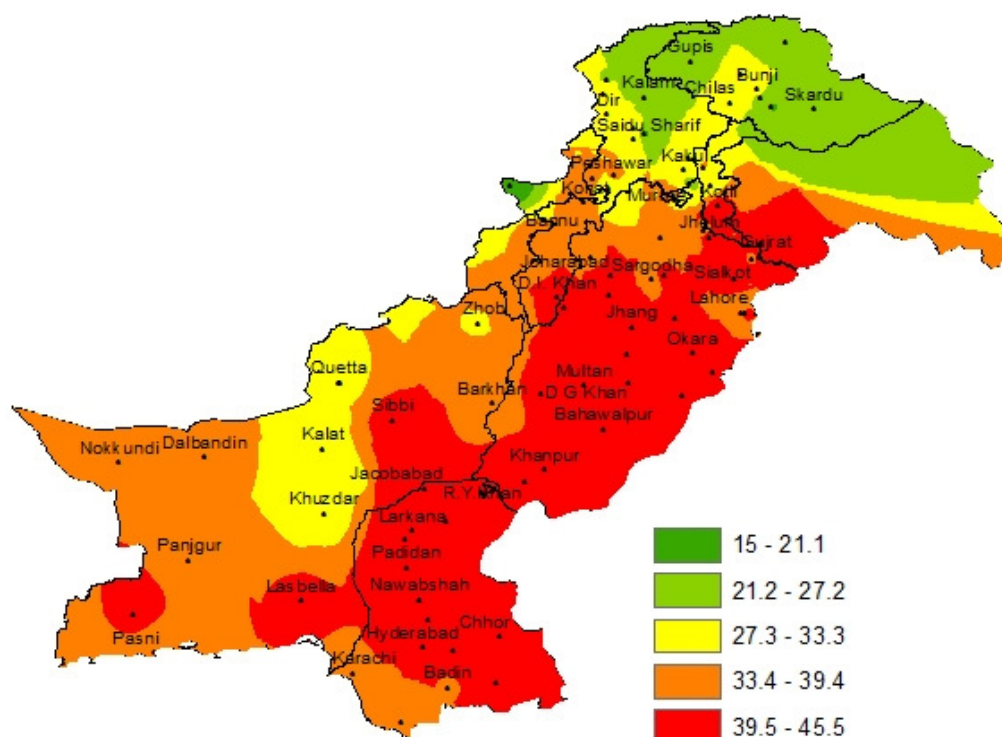 Gupis
Kalam
Bunji
Chilas
Skardu
Dir
Saidu Sharif
Kakul
Peshawar
Kohat
Kotli
Bannu
Jhelum
Gujrat
Joharabad
Sargodha
Sialkot
D.I. Khan
Lahore
Zhob
Jhang
Okara
Quetta
Multan
Barkhan
D G Khan
Sibbi
Bahawalpur
Kalat
Dalbandin
Nokkundi
Khanpur
Jacobabad
R.Y.Khan
Khuzdar
Larkana
Padidan
Panjgur
Nawabshah
Lasbella
Chhor
Pasni
Hyderabad
Karachi
Badin
15 - 21.1
21.2 - 27.2
27.3 - 33.3
33.4 - 39.4
39.5 - 45.5